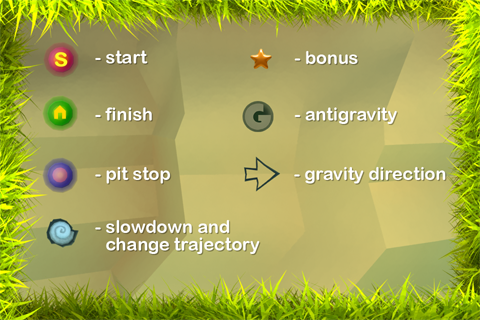 S - start
- finish
- pit stop
- slowdown and
change trajectory
- bonus
G - antigravity
- gravity direction